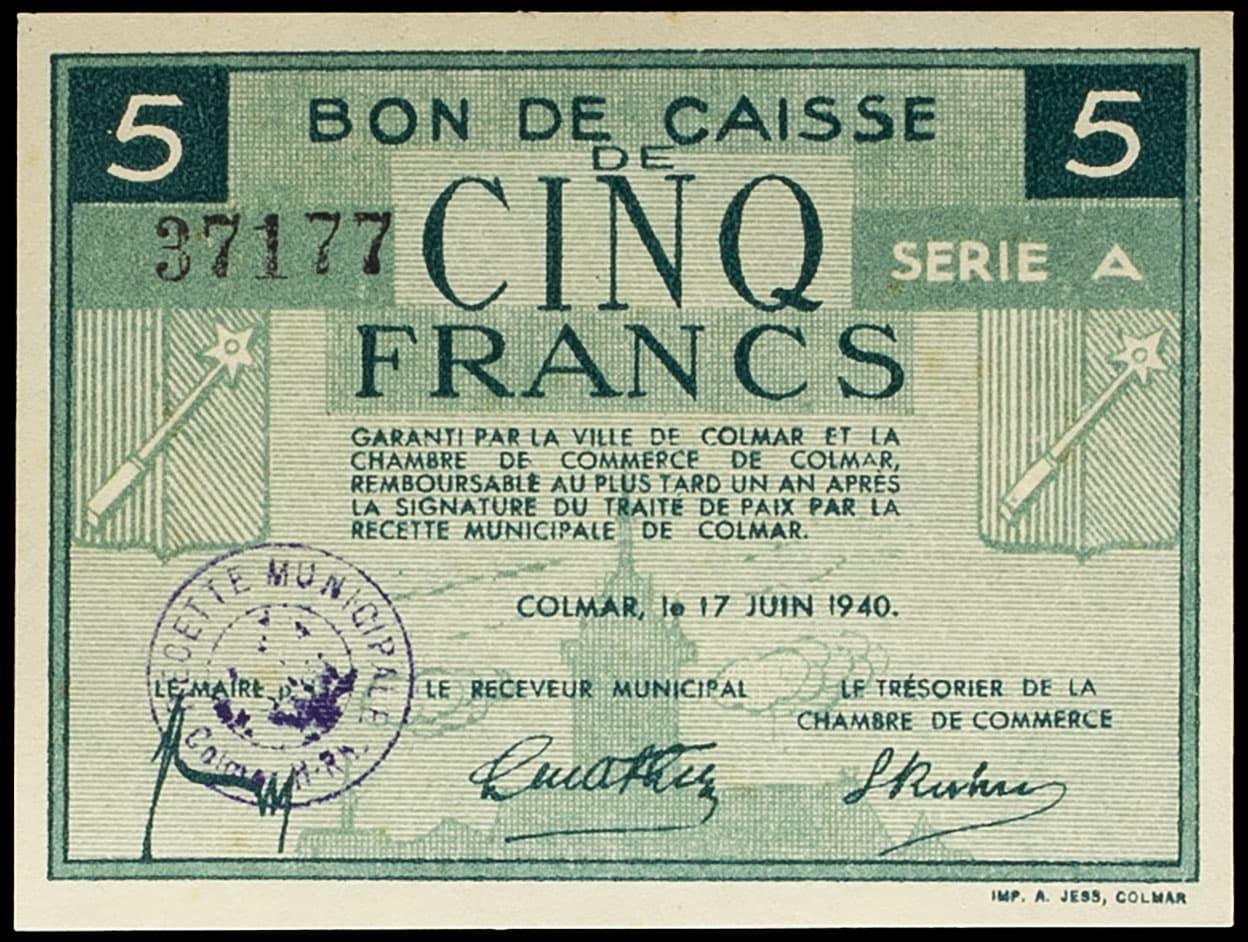 5 BON DE CAISSE 5
DE
37177 CINQ SERIE A
FRANCS
GARANTI PAR LA VILLE DE COLMAR ET LA
CHAMBRE DE COMMERCE DE COLMAR,
REMBOURSABLE AU PLUS TARD UN AN APRÈS
LA SIGNATURE DU TRAITÉ DE PAIX PAR LA
RECETTE MUNICIPALE DE COLMAR.
COLMAR, le 17 JUIN 1940.
RECETTE MUNICIPALE
Colmar H-Rh
LE MAIRE
LE RECEVEUR MUNICIPAL
LE TRÉSORIER DE LA
CHAMBRE DE COMMERCE
IMP. A. JESS, COLMAR